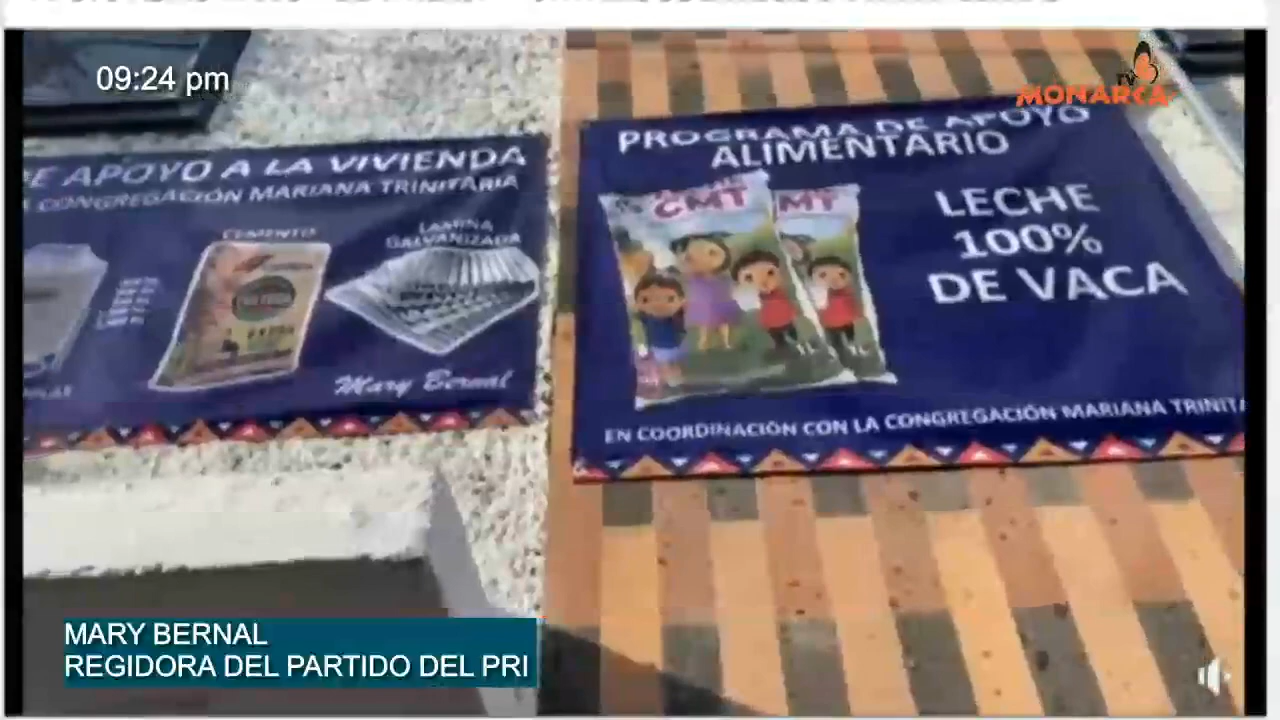 09:24 pm
TV
MONARCA
E APOYO A LA VIVIENDA
CONGREGACIÓN MARIANA TRINITARIA
CEMENTO
LAMINA
GALVANIZADA
Mary Bernal
PROGRAMA DE APOYO
ALIMENTARIO
CMT
MT
LECHE
100%
DE VACA
EN COORDINACIÓN CON LA CONGREGACIÓN MARIANA TRINITA
MARY BERNAL
REGIDORA DEL PARTIDO DEL PRI